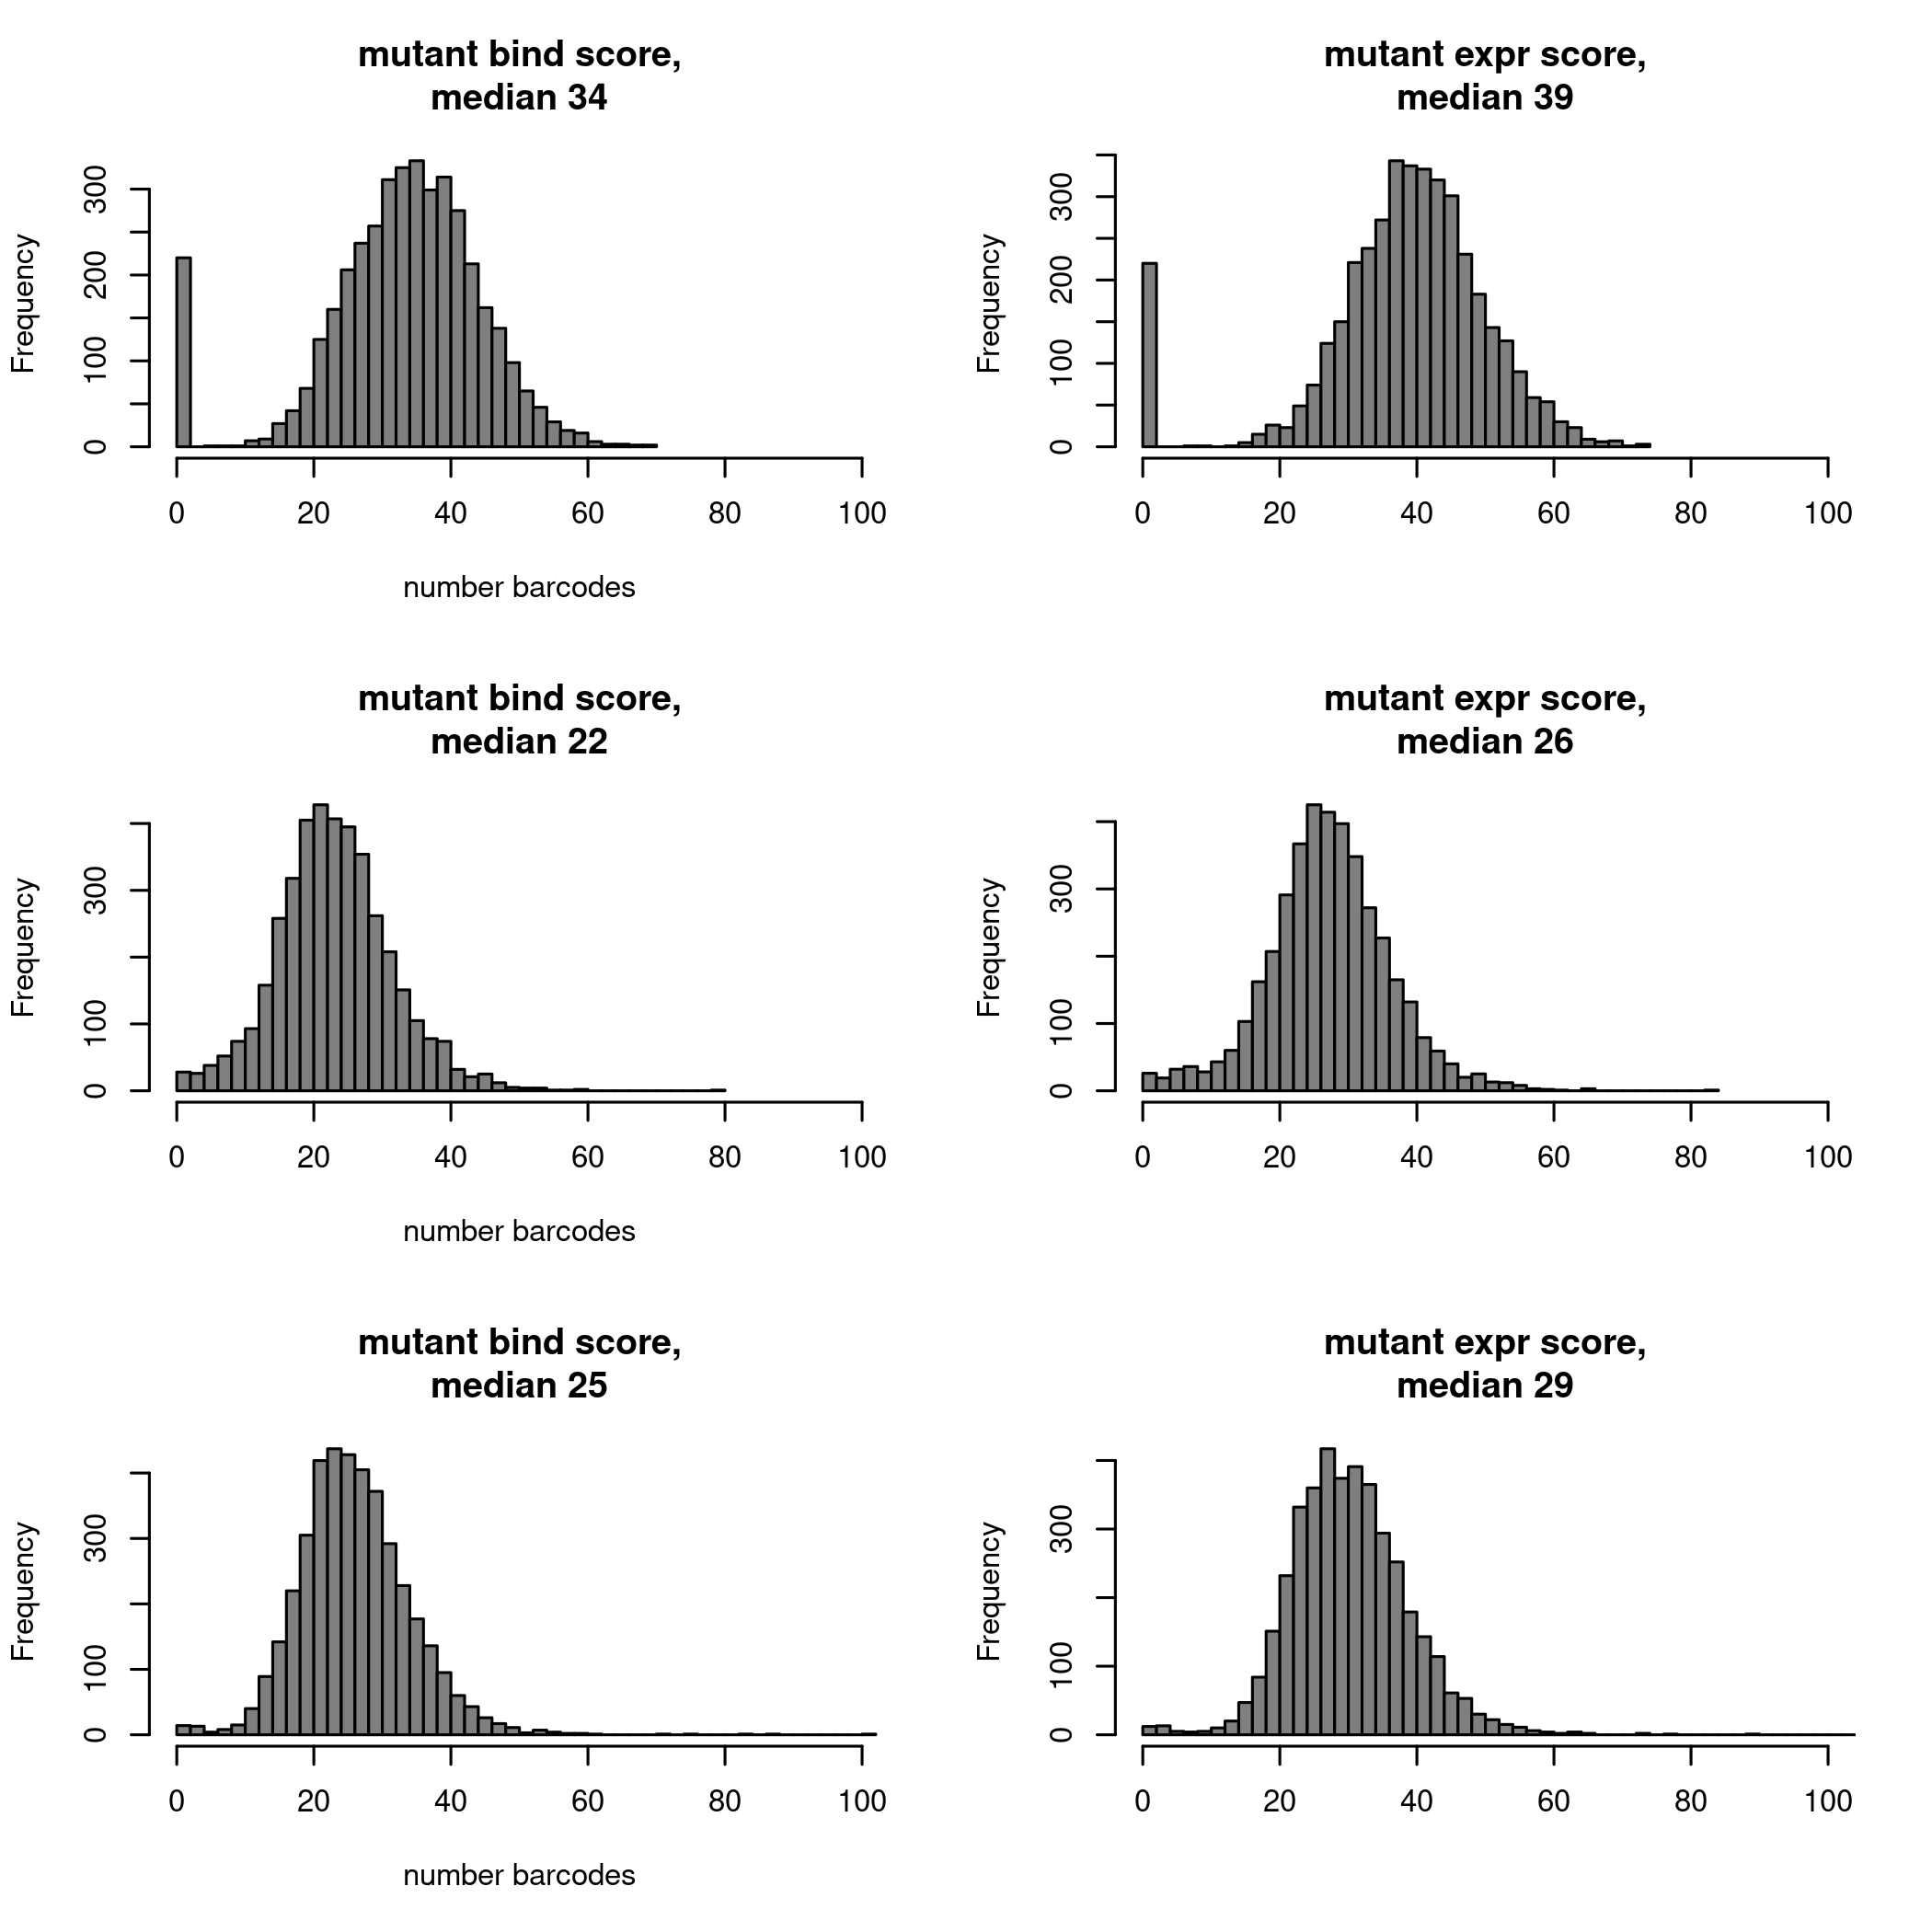 mutant bind score,
median 34
Frequency
0 100 200 300
0 20 40 60 80 100
number barcodes
mutant expr score,
median 39
Frequency
0 100 200 300
0 20 40 60 80 100
mutant bind score,
median 22
Frequency
0 100 300
0 20 40 60 80 100
number barcodes
mutant expr score,
median 26
Frequency
0 100 300
0 20 40 60 80 100
mutant bind score,
median 25
Frequency
0 100 300
0 20 40 60 80 100
number barcodes
mutant expr score,
median 29
Frequency
0 100 300
0 20 40 60 80 100